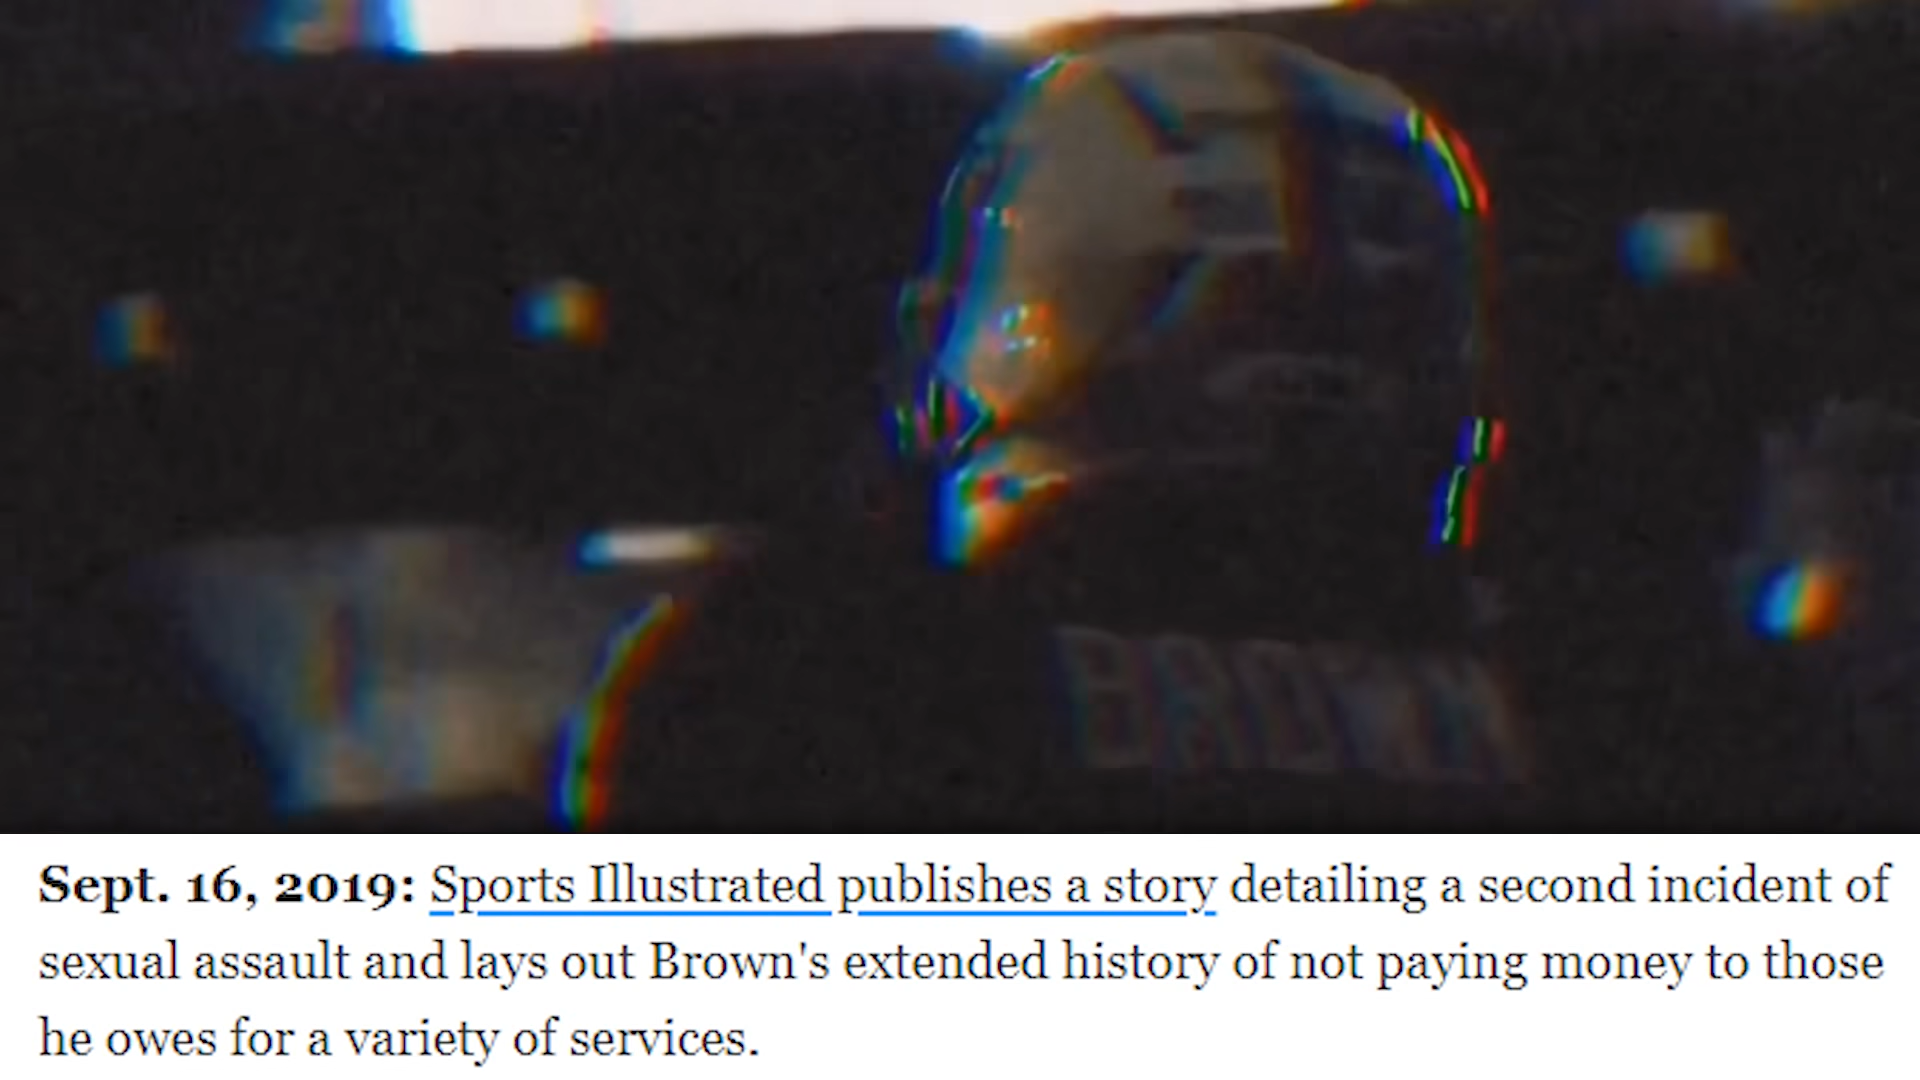 BROWN
Sept. 16, 2019: Sports Illustrated publishes a story detailing a second incident of
sexual assault and lays out Brown's extended history of not paying money to those
he owes for a variety of services.